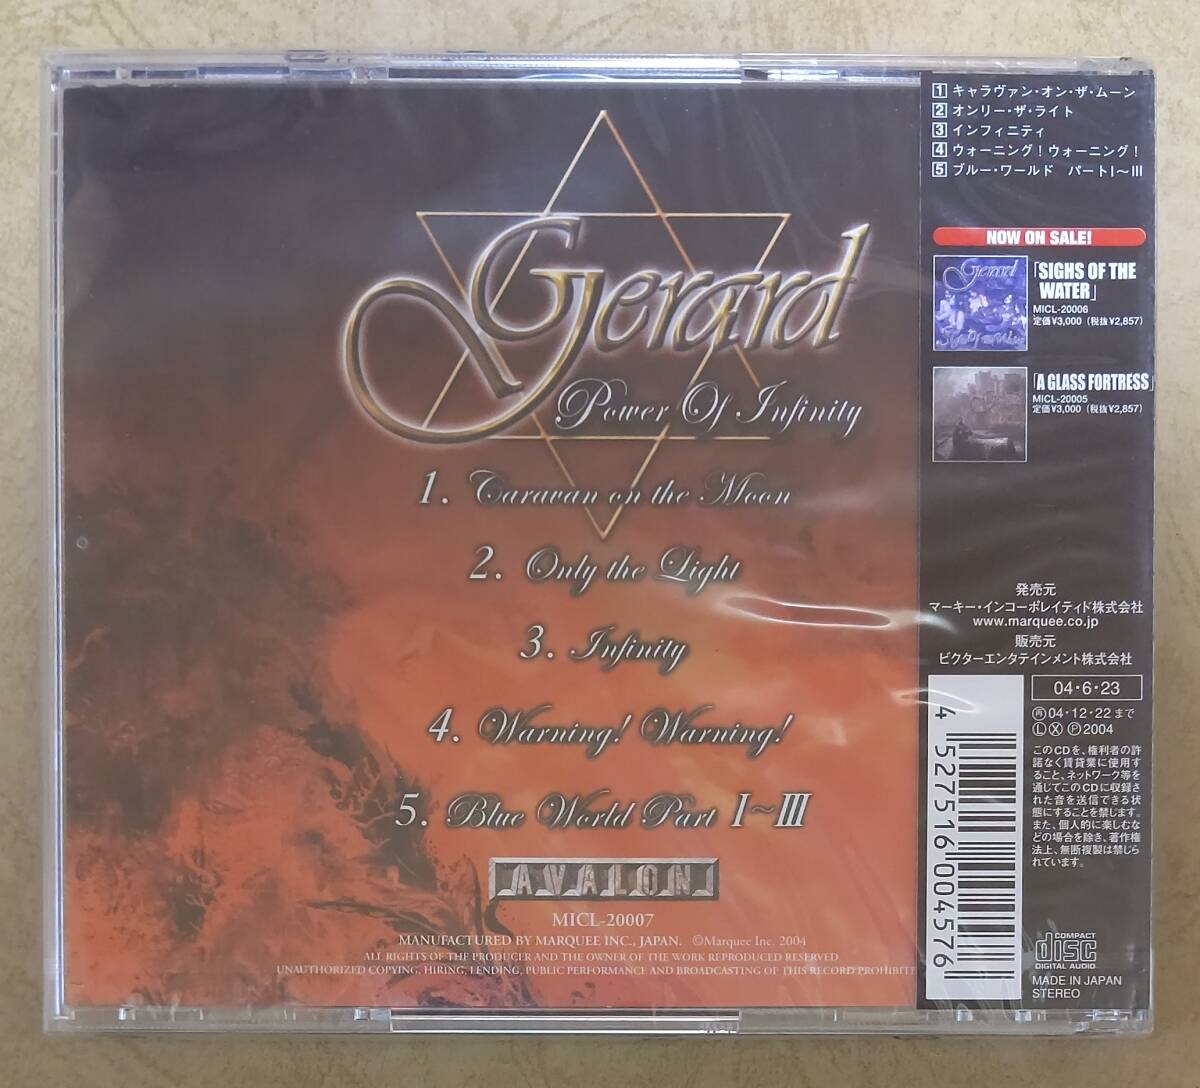 Gerard
Power Of Infinity
1. Caravan on the Moon
2. Only the Light
3. Infinity
4. Warning! Warning!
5. Blue World Part I~III
AVALON
MICL-20007
MANUFACTURED BY MARQUEE INC., JAPAN. ©Marquee Inc. 2004
ALL RIGHTS OF THE PRODUCER AND THE OWNER OF THE WORK REPRODUCED RESERVED
UNAUTHORIZED COPYING, HIRING, LENDING, PUBLIC PERFORMANCE AND BROADCASTING OF THIS RECORD PROHIBIT
1 キャラヴァン・オン・ザ・ムーン
2 オンリー・ザ・ライト
3 インフィニティ
4 ウォーニング!ウォーニング!
5 ブルー・ワールド パートI〜III
NOW ON SALE!
Gerard
「SIGHS OF THE
WATER」
MICL-20006
定価¥3,000(税抜¥2,857)
「A GLASS FORTRESS」
MICL-20005
定価¥3,000(税抜¥2,857)
発売元
マーキー・インコーポレイティド株式会社
www.marquee.co.jp
販売元
ビクターエンタテインメント株式会社
04・6・23
再04・12・22まで
Ⓛ Ⓧ Ⓟ2004
このCDを、権利者の許
諾なく賃貸業に使用す
ること、ネットワーク等を
通じてこのCDに収録さ
れた音を送信できる状
態にすることを禁じます。
また、個人的に楽しむな
どの場合を除き、著作権
法上、無断複製は禁じら
れています。
4 527516 004576
COMPACT
disc
DIGITAL AUDIO
MADE IN JAPAN
STEREO